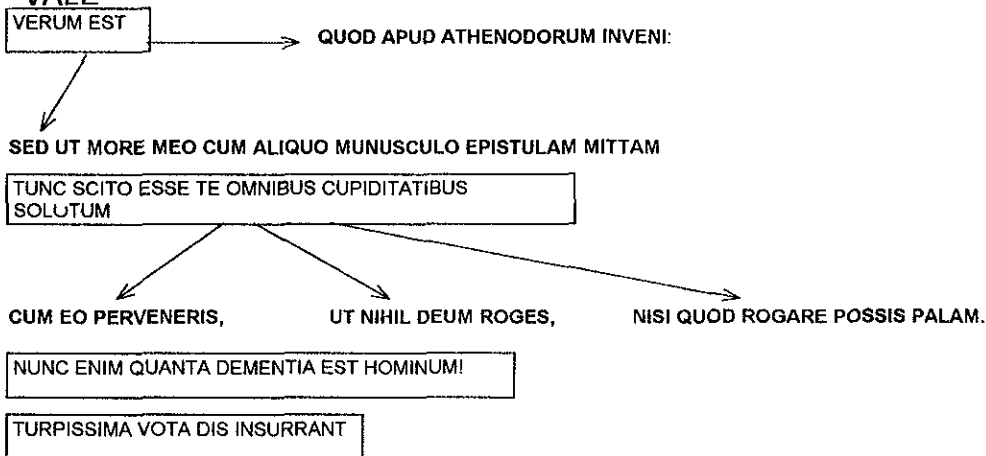 VALE
VERUM EST
QUOD APUD ATHENODORUM INVENI:
SED UT MORE MEO CUM ALIQUO MUNUSCULO EPISTULAM MITTAM
TUNC SCITO ESSE TE OMNIBUS CUPIDITATIBUS
SOLUTUM
CUM EO PERVENERIS, UT NIHIL DEUM ROGES, NISI QUOD ROGARE POSSIS PALAM.
NUNC ENIM QUANTA DEMENTIA EST HOMINUM!
TURPISSIMA VOTA DIS INSURRANT